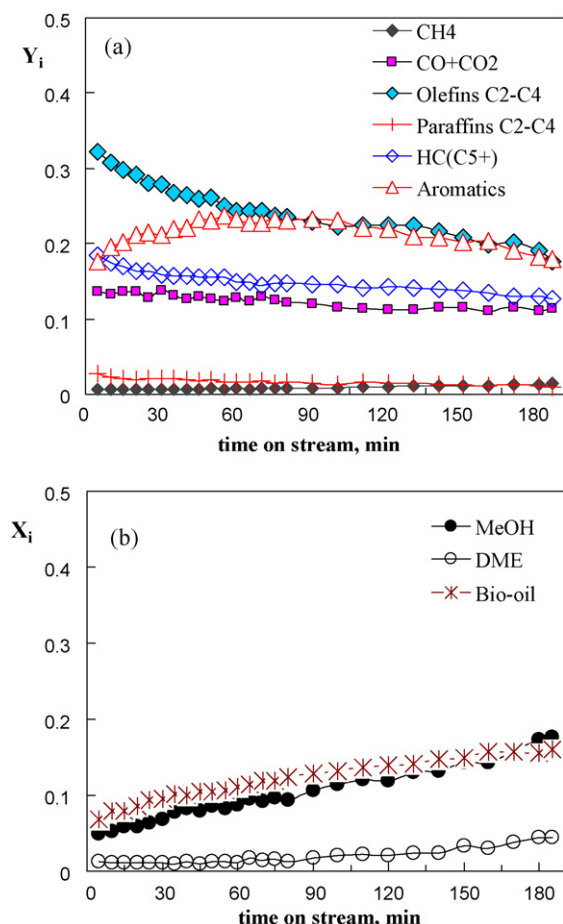 0.5
(a)
Yᵢ
0.4
0.3
0.2
0.1
0
CH4
CO+CO2
Olefins C2-C4
Paraffins C2-C4
HC(C5+)
Aromatics
0 30 60 90 120 150 180
time on stream, min
0.5
Xᵢ
(b)
0.4
0.3
0.2
0.1
0
MeOH
DME
Bio-oil
0 30 60 90 120 150 180
time on stream, min